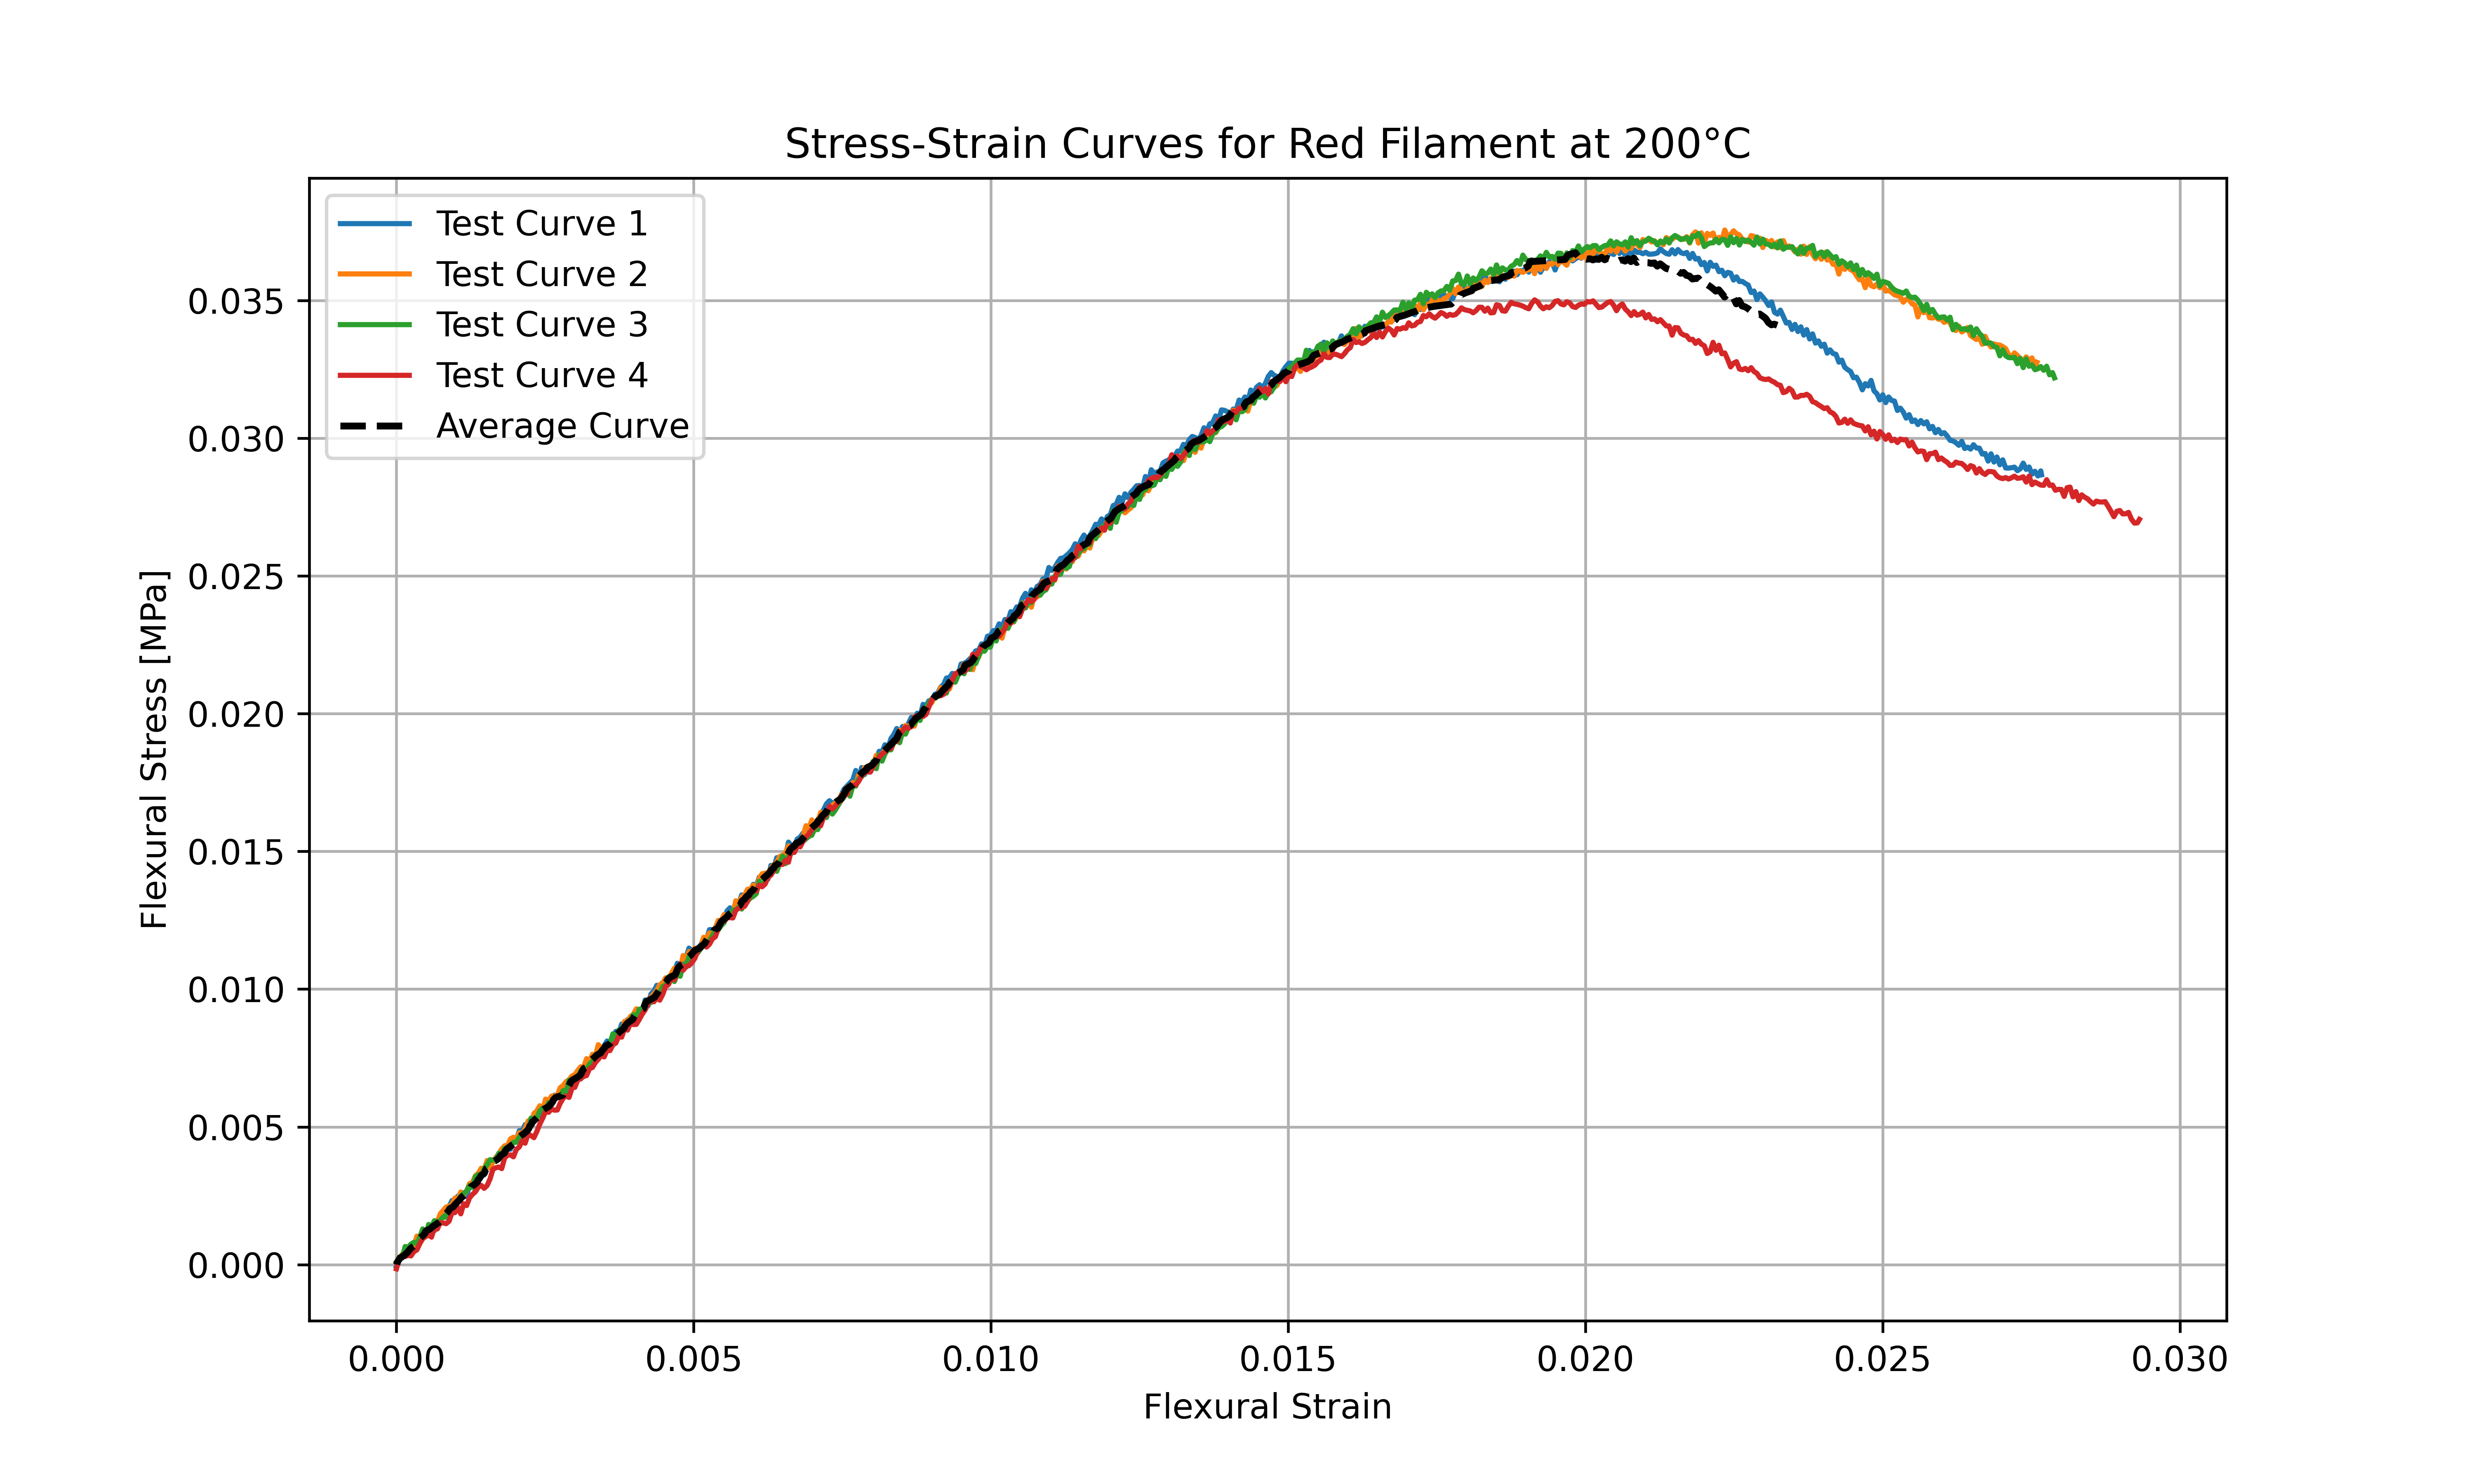 Stress-Strain Curves for Red Filament at 200°C
Test Curve 1
Test Curve 2
Test Curve 3
Test Curve 4
Average Curve
Flexural Stress [MPa]
0.035
0.030
0.025
0.020
0.015
0.010
0.005
0.000
0.000 0.005 0.010 0.015 0.020 0.025 0.030
Flexural Strain